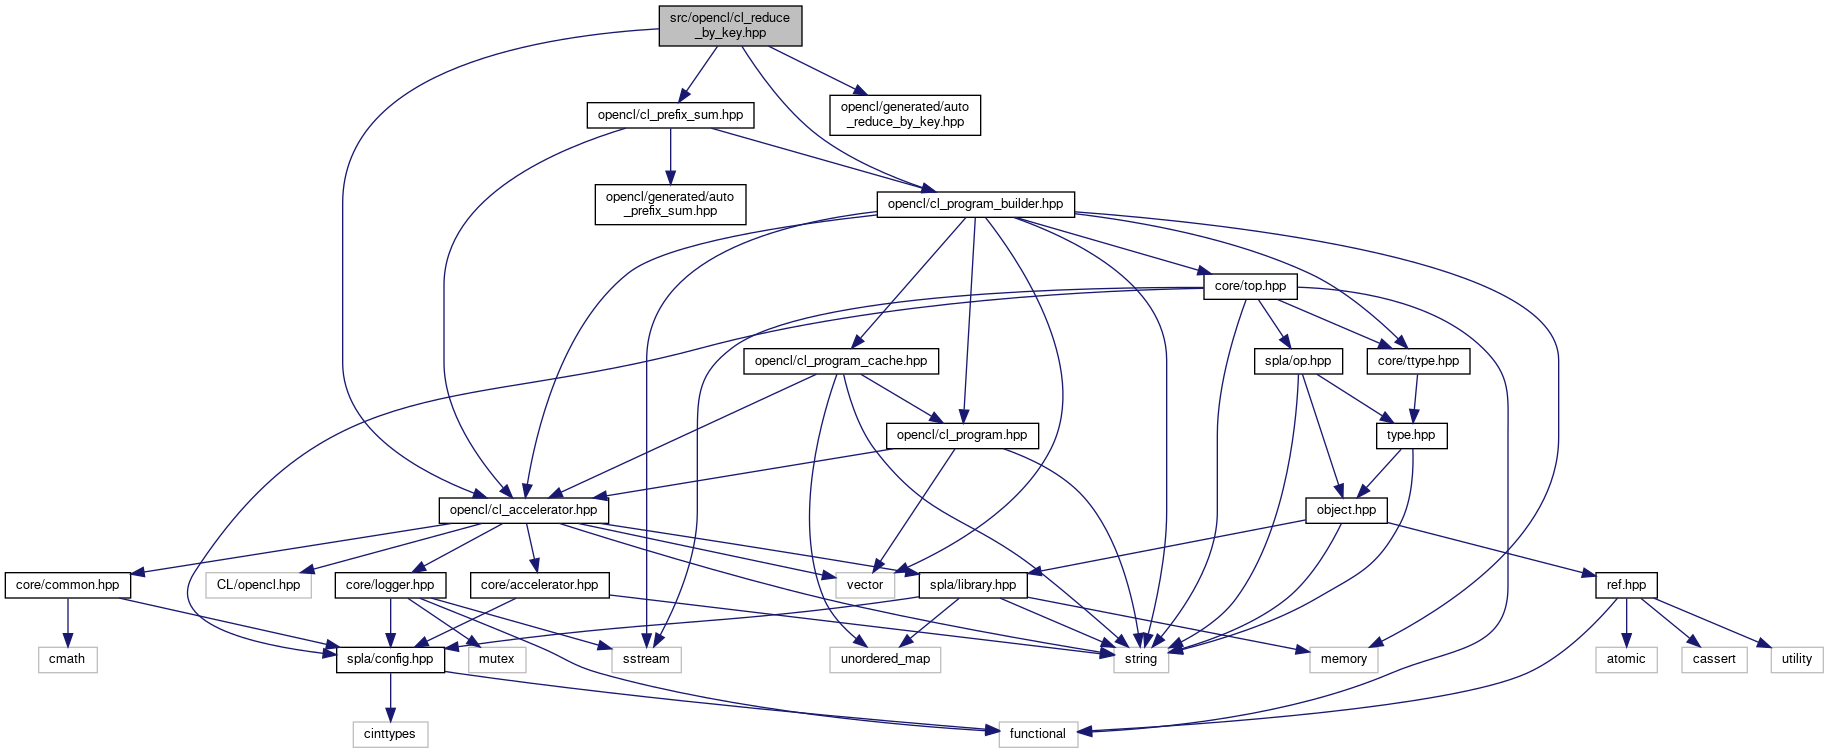 src/opencl/cl_reduce
_by_key.hpp
opencl/cl_prefix_sum.hpp
opencl/generated/auto
_reduce_by_key.hpp
opencl/generated/auto
_prefix_sum.hpp
opencl/cl_program_builder.hpp
core/top.hpp
opencl/cl_program_cache.hpp
spla/op.hpp
core/ttype.hpp
opencl/cl_program.hpp
type.hpp
opencl/cl_accelerator.hpp
object.hpp
core/common.hpp
CL/opencl.hpp
core/logger.hpp
core/accelerator.hpp
vector
spla/library.hpp
ref.hpp
cmath
spla/config.hpp
mutex
sstream
unordered_map
string
memory
atomic
cassert
utility
cinttypes
functional